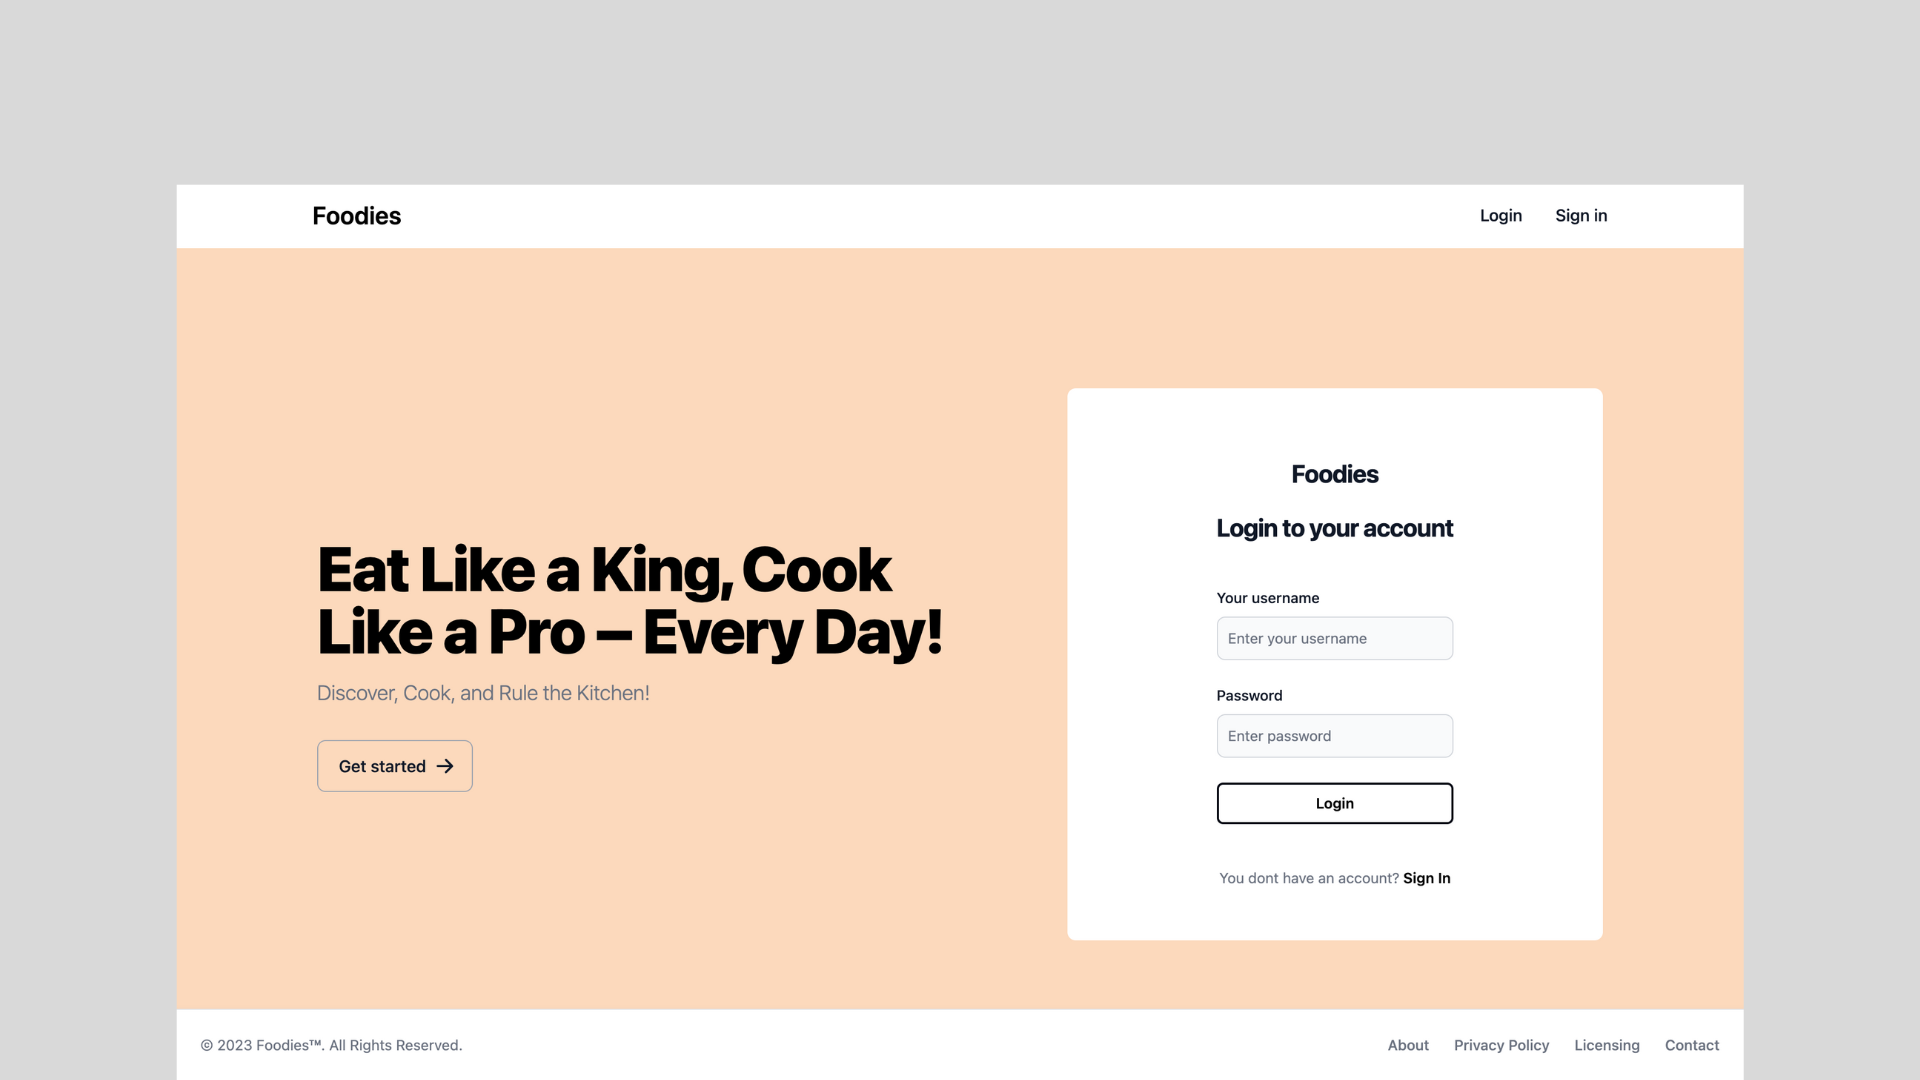 Foodies
Login
Sign in
Eat Like a King, Cook
Like a Pro – Every Day!
Discover, Cook, and Rule the Kitchen!
Get started
Foodies
Login to your account
Your username
Enter your username
Password
Enter password
Login
You dont have an account? Sign In
© 2023 Foodies™. All Rights Reserved.
About
Privacy Policy
Licensing
Contact